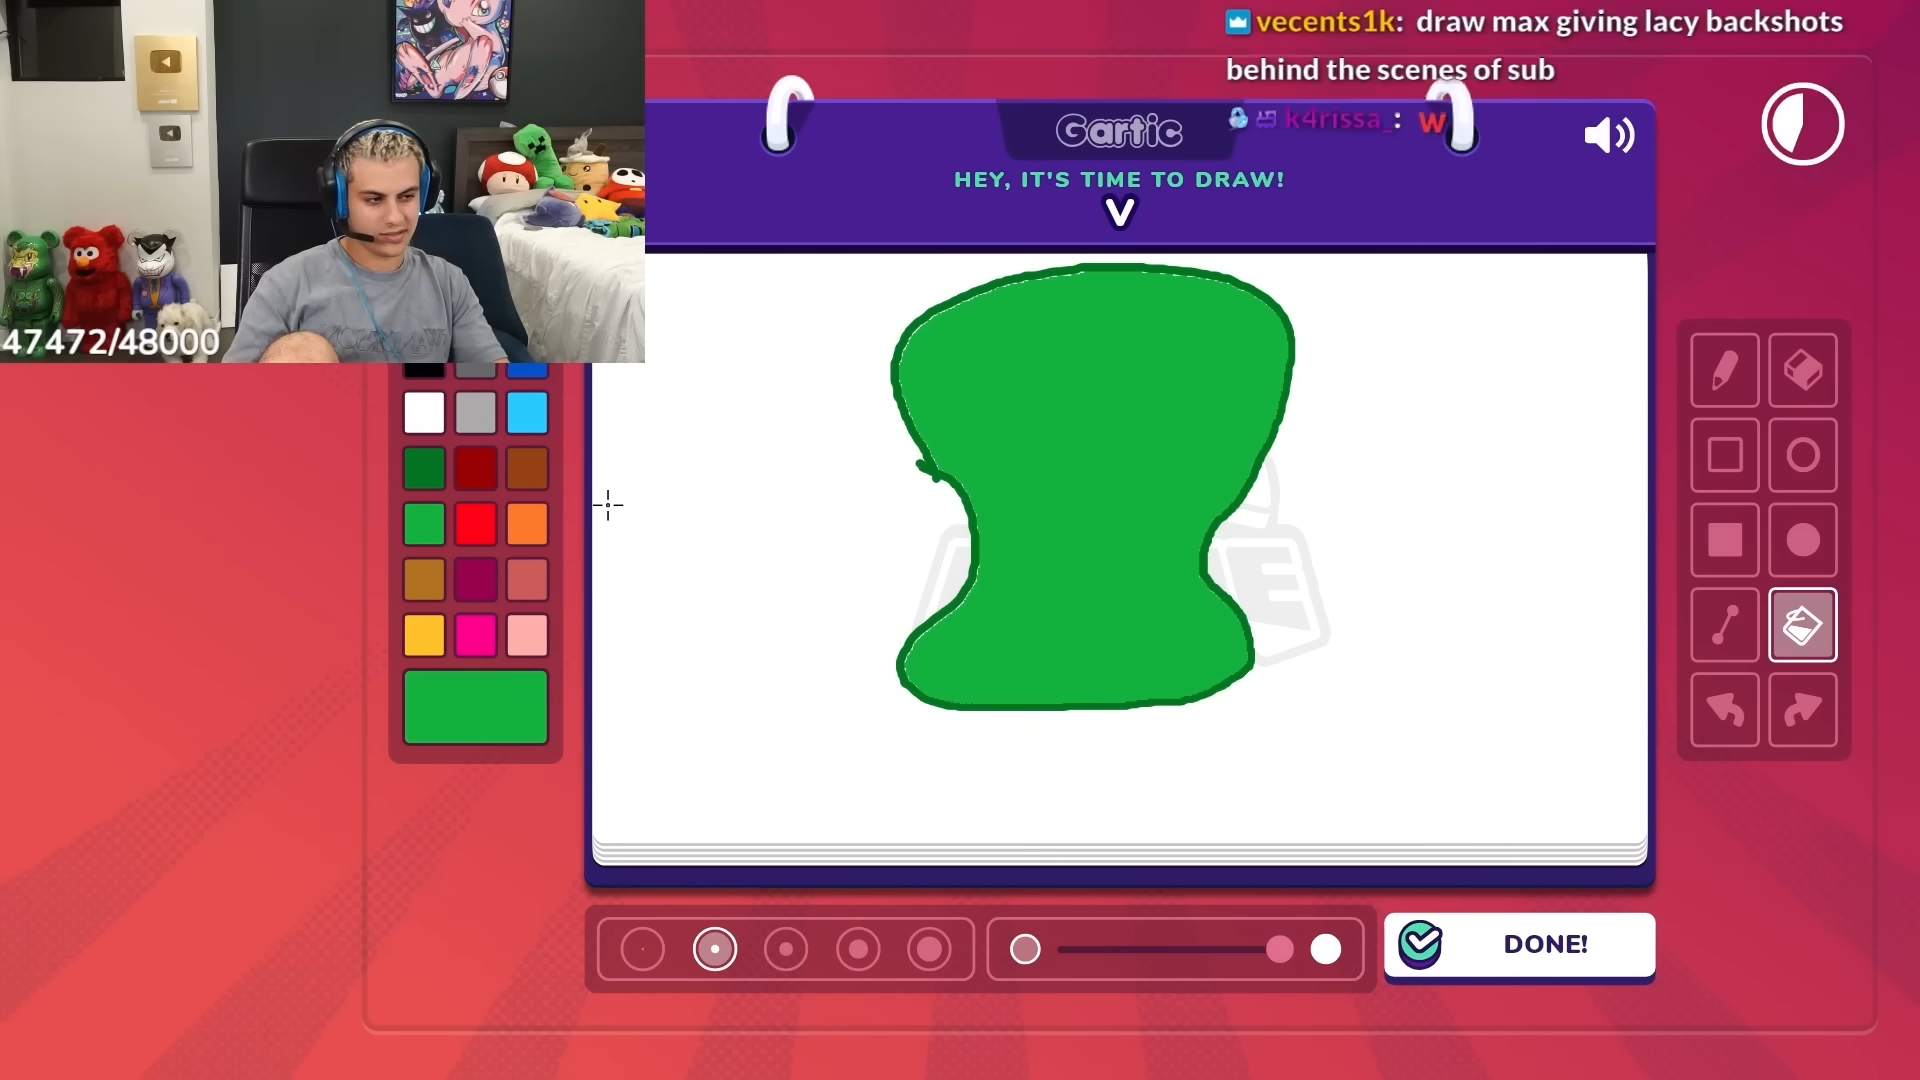 vecents1k: draw max giving lacy backshots
behind the scenes of sub
k4rissa_: W
Gartic
HEY, IT'S TIME TO DRAW!
V
47472/48000
E
DONE!